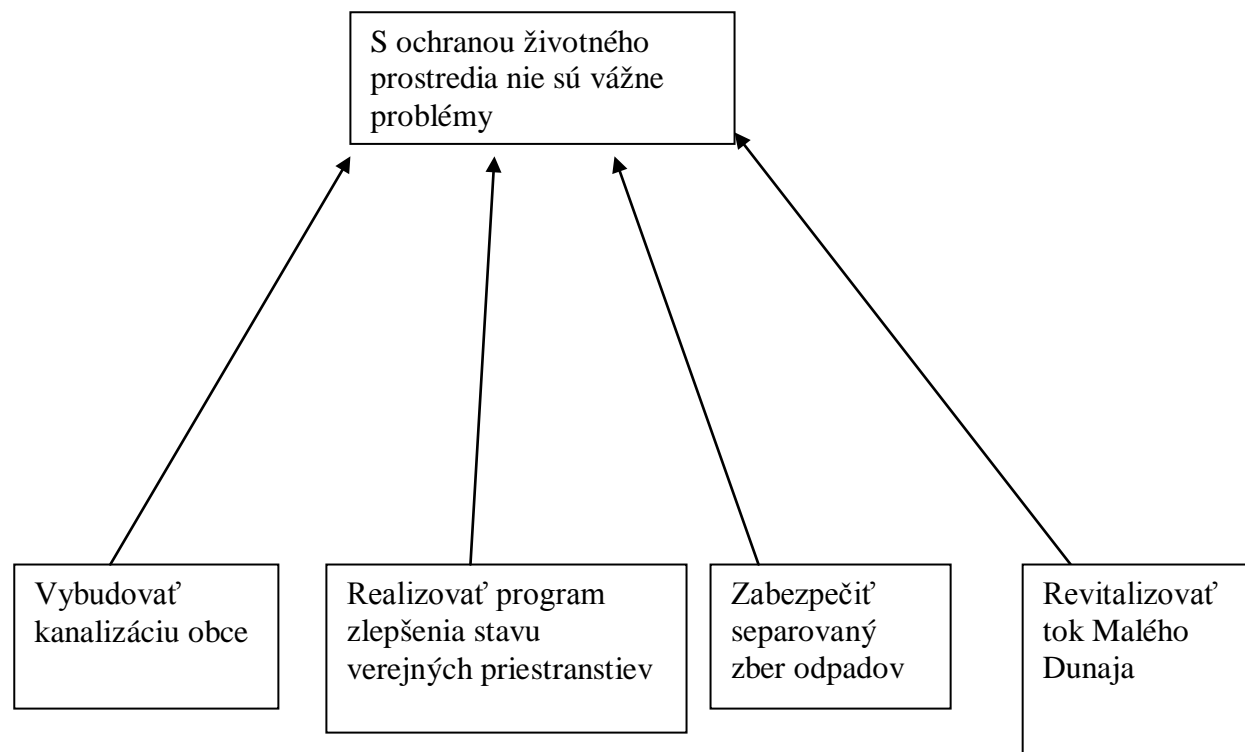 S ochranou životného
prostredia nie sú vážne
problémy
Vybudovať
kanalizáciu obce
Realizovať program
zlepšenia stavu
verejných priestranstiev
Zabezpečiť
separovaný
zber odpadov
Revitalizovať
tok Malého
Dunaja